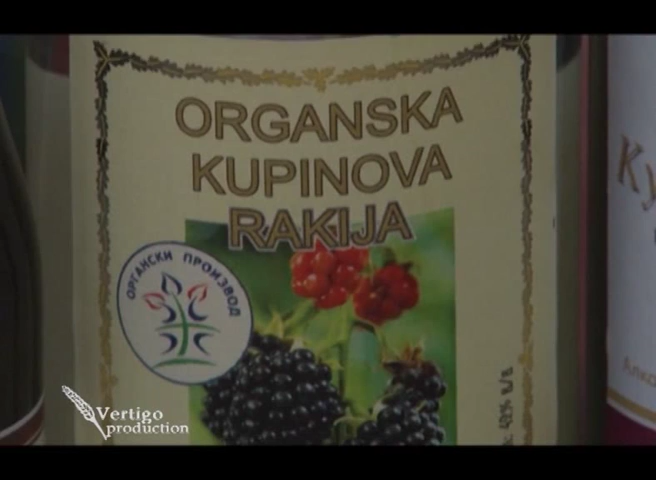 ORGANSKA
KUPINOVA
RAKIJA
ОРГАНСКИ ПРОИЗВОД
Vertigo
production